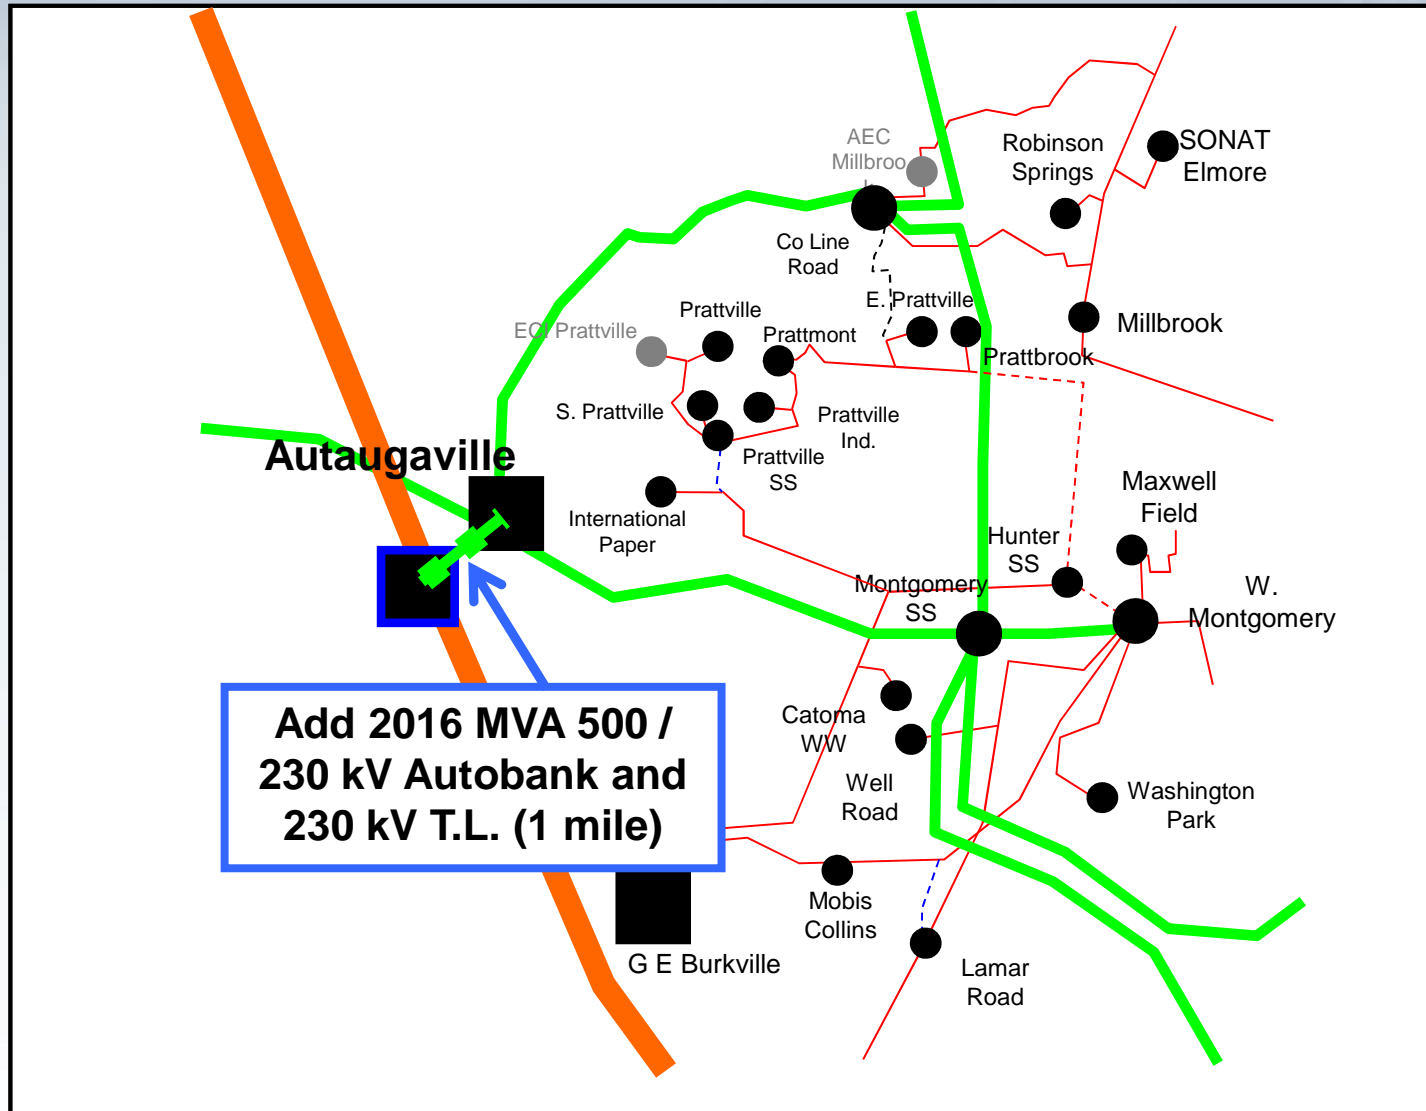 AEC
Millbroo
Robinson
Springs
SONAT
Elmore
Co Line
Road
E. Prattville
Prattville
ECI Prattville
Prattmont
Millbrook
Prattbrook
S. Prattville
Prattville
Ind.
Autaugaville
Prattville
SS
Maxwell
Field
International
Paper
Hunter
SS
Montgomery
SS
W.
Montgomery
Add 2016 MVA 500 /
230 kV Autobank and
230 kV T.L. (1 mile)
Catoma
WW
Well
Road
Washington
Park
Mobis
Collins
G E Burkville
Lamar
Road